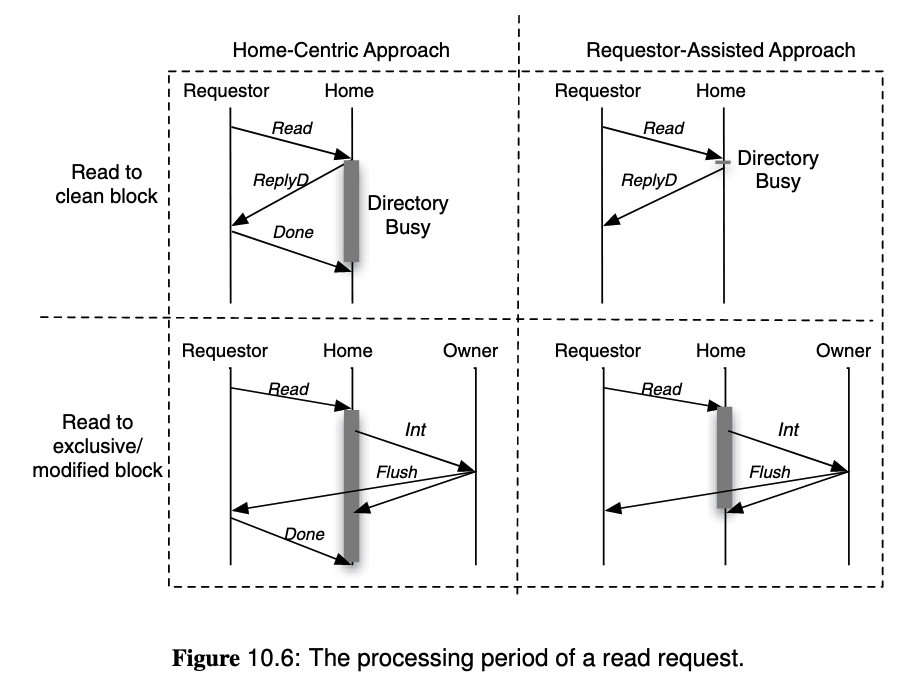 Home-Centric Approach
Requestor-Assisted Approach
Read to
clean block
Requestor
Home
Read
ReplyD
Done
Directory
Busy
Requestor
Home
Read
ReplyD
Directory
Busy
Read to
exclusive/
modified block
Requestor
Home
Owner
Read
Int
Flush
Done
Requestor
Home
Owner
Read
Int
Flush
Figure 10.6: The processing period of a read request.